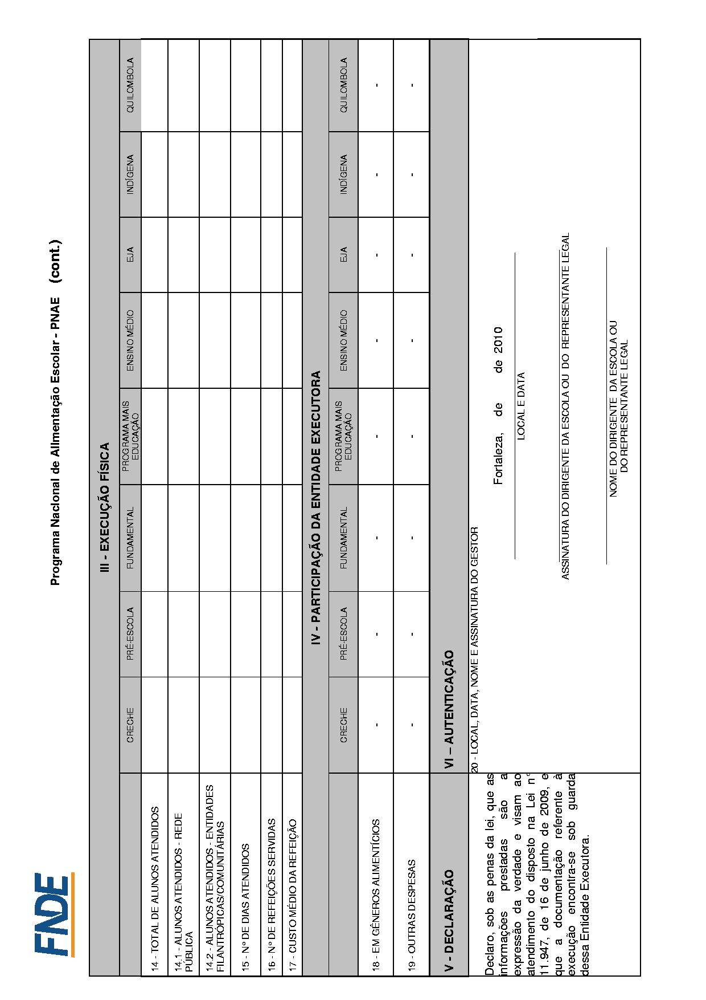 FNDE
Programa Nacional de Alimentação Escolar - PNAE (cont.)
III - EXECUÇÃO FÍSICA
CRECHE PRÉ-ESCOLA FUNDAMENTAL PROGRAMA MAIS EDUCAÇÃO ENSINO MÉDIO EJA INDÍGENA QUILOMBOLA
14 - TOTAL DE ALUNOS ATENDIDOS
14.1 - ALUNOS ATENDIDOS - REDE
PÚBLICA
14.2 - ALUNOS ATENDIDOS - ENTIDADES
FILANTRÓPICAS/COMUNITÁRIAS
15 - Nº DE DIAS ATENDIDOS
16 - Nº DE REFEIÇÕES SERVIDAS
17 - CUSTO MÉDIO DA REFEIÇÃO
IV - PARTICIPAÇÃO DA ENTIDADE EXECUTORA
CRECHE PRÉ-ESCOLA FUNDAMENTAL PROGRAMA MAIS EDUCAÇÃO ENSINO MÉDIO EJA INDÍGENA QUILOMBOLA
18 - EM GÊNEROS ALIMENTÍCIOS - - - - - - - -
19 - OUTRAS DESPESAS - - - - - - - -
V - DECLARAÇÃO VI – AUTENTICAÇÃO
Declaro, sob as penas da lei, que as
informações prestadas são a
expressão da verdade e visam ao
atendimento do disposto na Lei n°
11.947, de 16 de junho de 2009, e
que a documentação referente à
execução encontra-se sob guarda
dessa Entidade Executora.
20 - LOCAL, DATA, NOME E ASSINATURA DO GESTOR
Fortaleza, de de 2010
LOCAL E DATA
ASSINATURA DO DIRIGENTE DA ESCOLA OU DO REPRESENTANTE LEGAL
NOME DO DIRIGENTE DA ESCOLA OU
DO REPRESENTANTE LEGAL